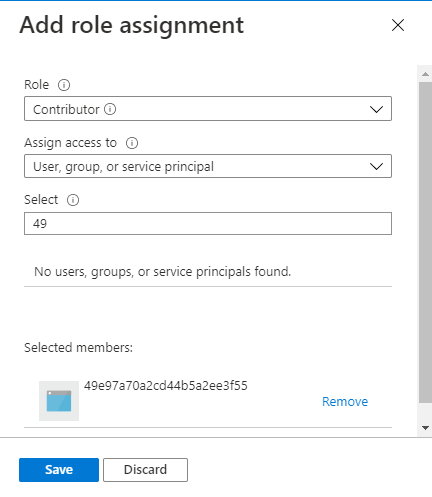 Add role assignment
Role
Contributor
Assign access to
User, group, or service principal
Select
49
No users, groups, or service principals found.
Selected members:
49e97a70a2cd44b5a2ee3f55
Remove
Save
Discard